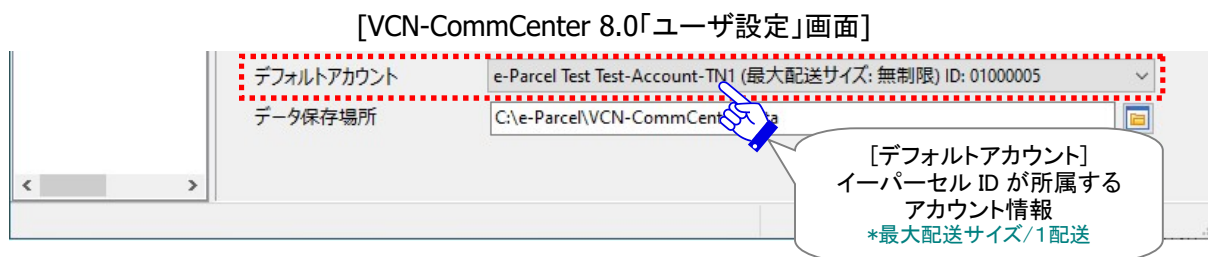 [VCN-CommCenter 8.0「ユーザ設定」画面]
デフォルトアカウント
e-Parcel Test Test-Account-TN1 (最大配送サイズ: 無制限) ID: 01000005
データ保存場所
C:\e-Parcel\VCN-CommCent
[デフォルトアカウント]
イーパーセル ID が所属する
アカウント情報
*最大配送サイズ/1配送